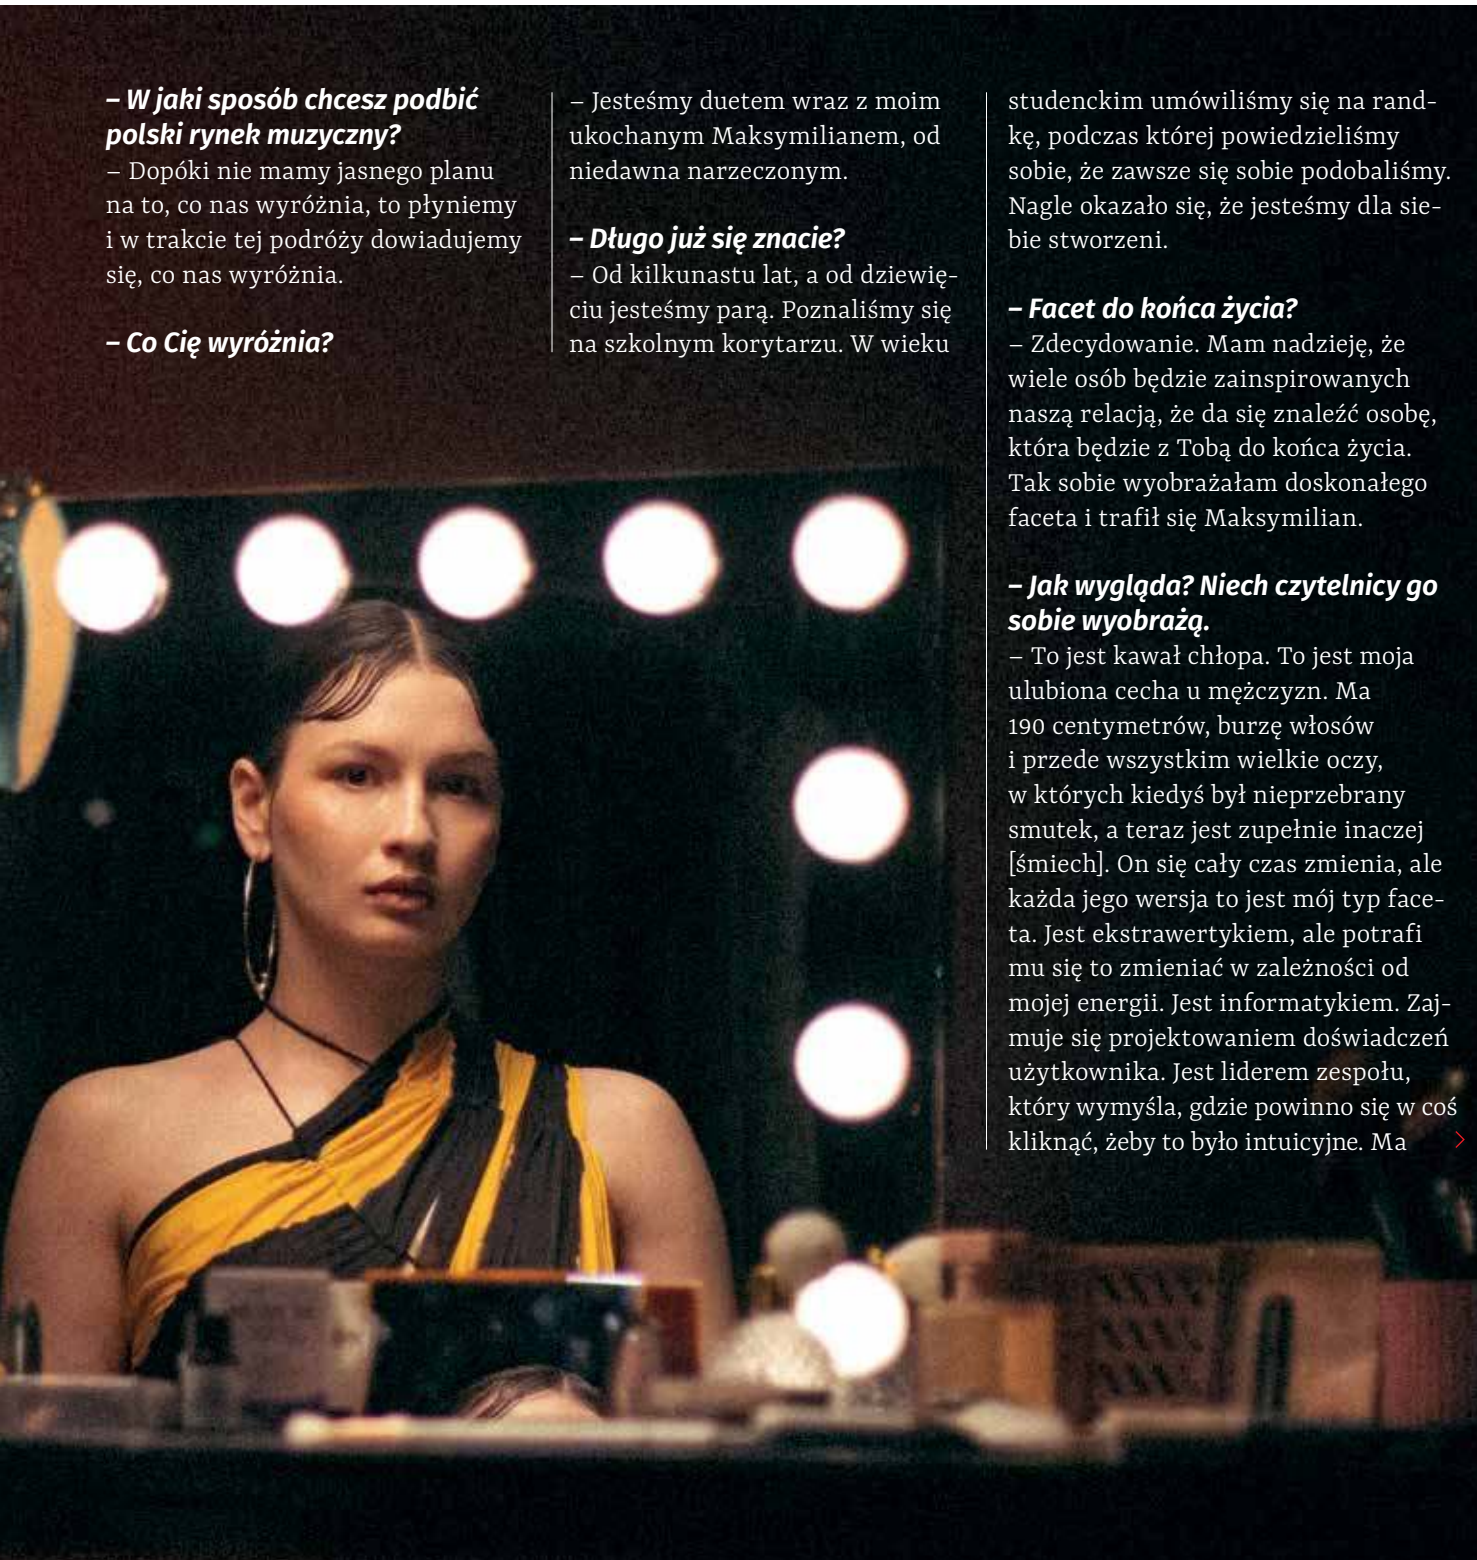 – W jaki sposób chcesz podbić
polski rynek muzyczny?
– Dopóki nie mamy jasnego planu
na to, co nas wyróżnia, to płyniemy
i w trakcie tej podróży dowiadujemy
się, co nas wyróżnia.
– Co Cię wyróżnia?
– Jesteśmy duetem wraz z moim
ukochanym Maksymilianem, od
niedawna narzeczonym.
– Długo już się znacie?
– Od kilkunastu lat, a od dziewię-
ciu jesteśmy parą. Poznaliśmy się
na szkolnym korytarzu. W wieku
studenckim umówiliśmy się na rand-
kę, podczas której powiedzieliśmy
sobie, że zawsze się sobie podobaliśmy.
Nagle okazało się, że jesteśmy dla sie-
bie stworzeni.
– Facet do końca życia?
– Zdecydowanie. Mam nadzieję, że
wiele osób będzie zainspirowanych
naszą relacją, że da się znaleźć osobę,
która będzie z Tobą do końca życia.
Tak sobie wyobrażałam doskonałego
faceta i trafił się Maksymilian.
– Jak wygląda? Niech czytelnicy go
sobie wyobrażą.
– To jest kawał chłopa. To jest moja
ulubiona cecha u mężczyzn. Ma
190 centymetrów, burzę włosów
i przede wszystkim wielkie oczy,
w których kiedyś był nieprzebrany
smutek, a teraz jest zupełnie inaczej
[śmiech]. On się cały czas zmienia, ale
każda jego wersja to jest mój typ face-
ta. Jest ekstrawertykiem, ale potrafi
mu się to zmieniać w zależności od
mojej energii. Jest informatykiem. Zaj-
muje się projektowaniem doświadczeń
użytkownika. Jest liderem zespołu,
który wymyśla, gdzie powinno się w coś
kliknąć, żeby to było intuicyjne. Ma